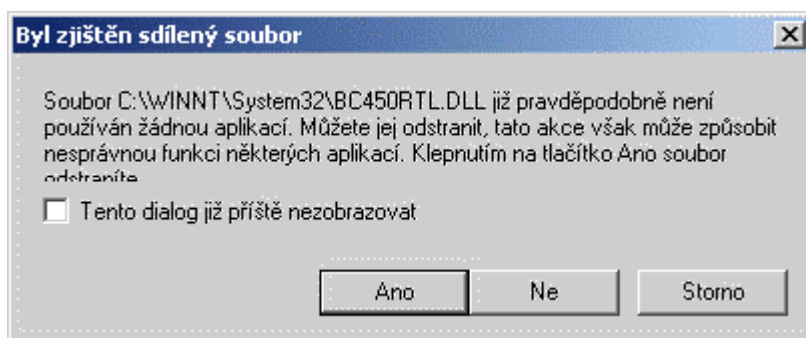 Byl zjištěn sdílený soubor
Soubor C:\WINNT\System32\BC450RTL.DLL již pravděpodobně není
používán žádnou aplikací. Můžete jej odstranit, tato akce však může způsobit
nesprávnou funkci některých aplikací. Klepnutím na tlačítko Ano soubor
odstraníte.
Tento dialog již příště nezobrazovat
Ano Ne Storno